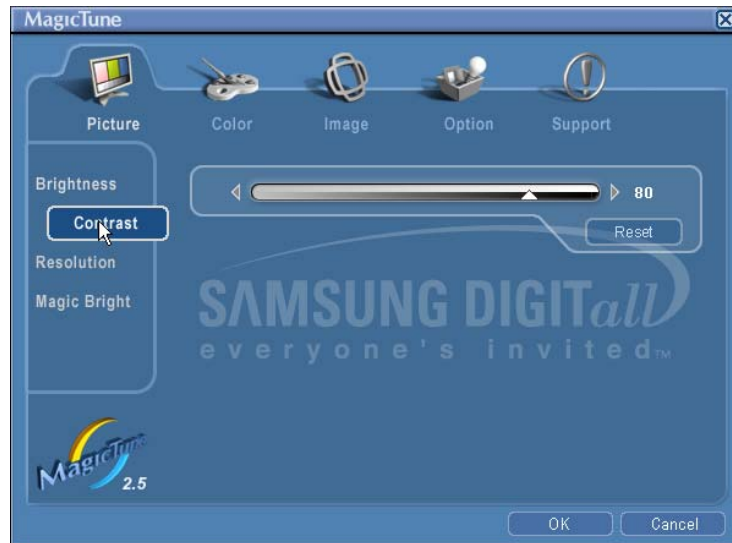 MagicTune
Picture
Color
Image
Option
Support
Brightness
Contrast
Resolution
Magic Bright
80
Reset
SAMSUNG DIGITall
everyone's invited™
MagicTune
2.5
OK
Cancel